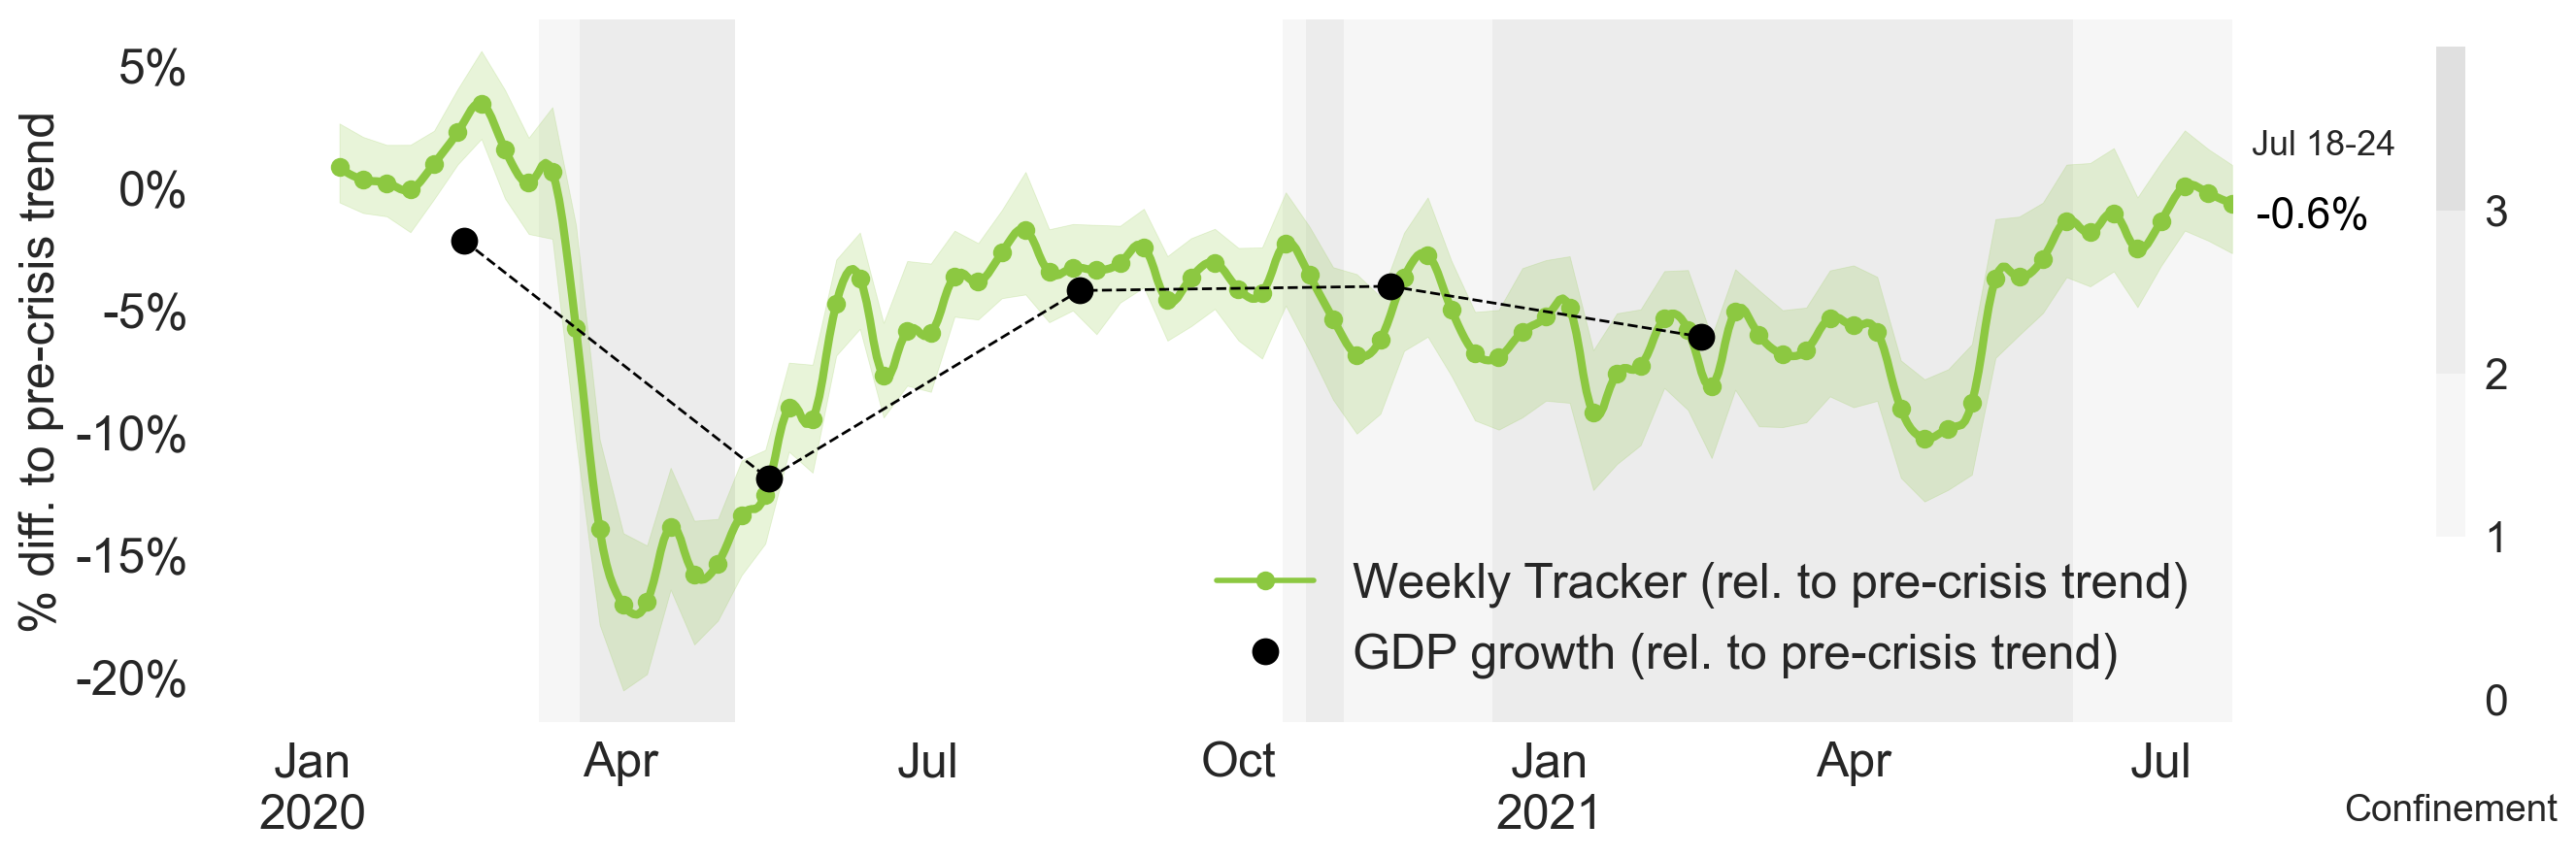 % diff. to pre-crisis trend
5%
0%
-5%
-10%
-15%
-20%
Jan
2020
Apr
Jul
Oct
Jan
2021
Apr
Jul
Weekly Tracker (rel. to pre-crisis trend)
GDP growth (rel. to pre-crisis trend)
Jul 18-24
-0.6%
3
2
1
0
Confinement